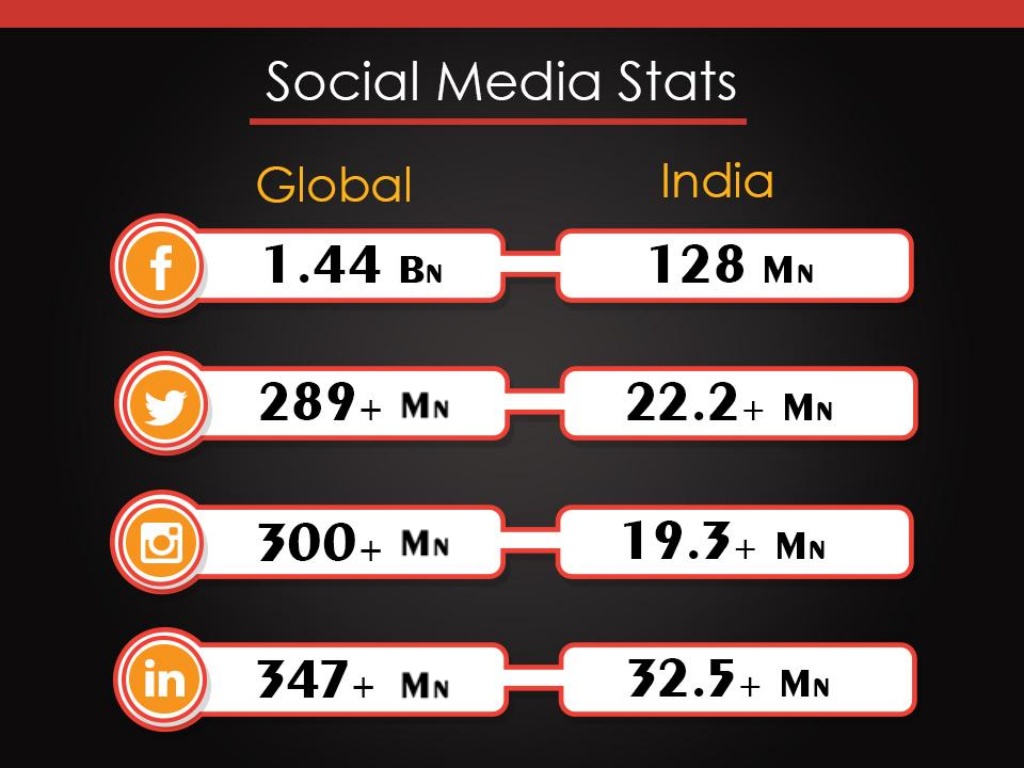 Social Media Stats
Global India
f 1.44 BN 128 MN
289+ MN 22.2+ MN
300+ MN 19.3+ MN
in 347+ MN 32.5+ MN